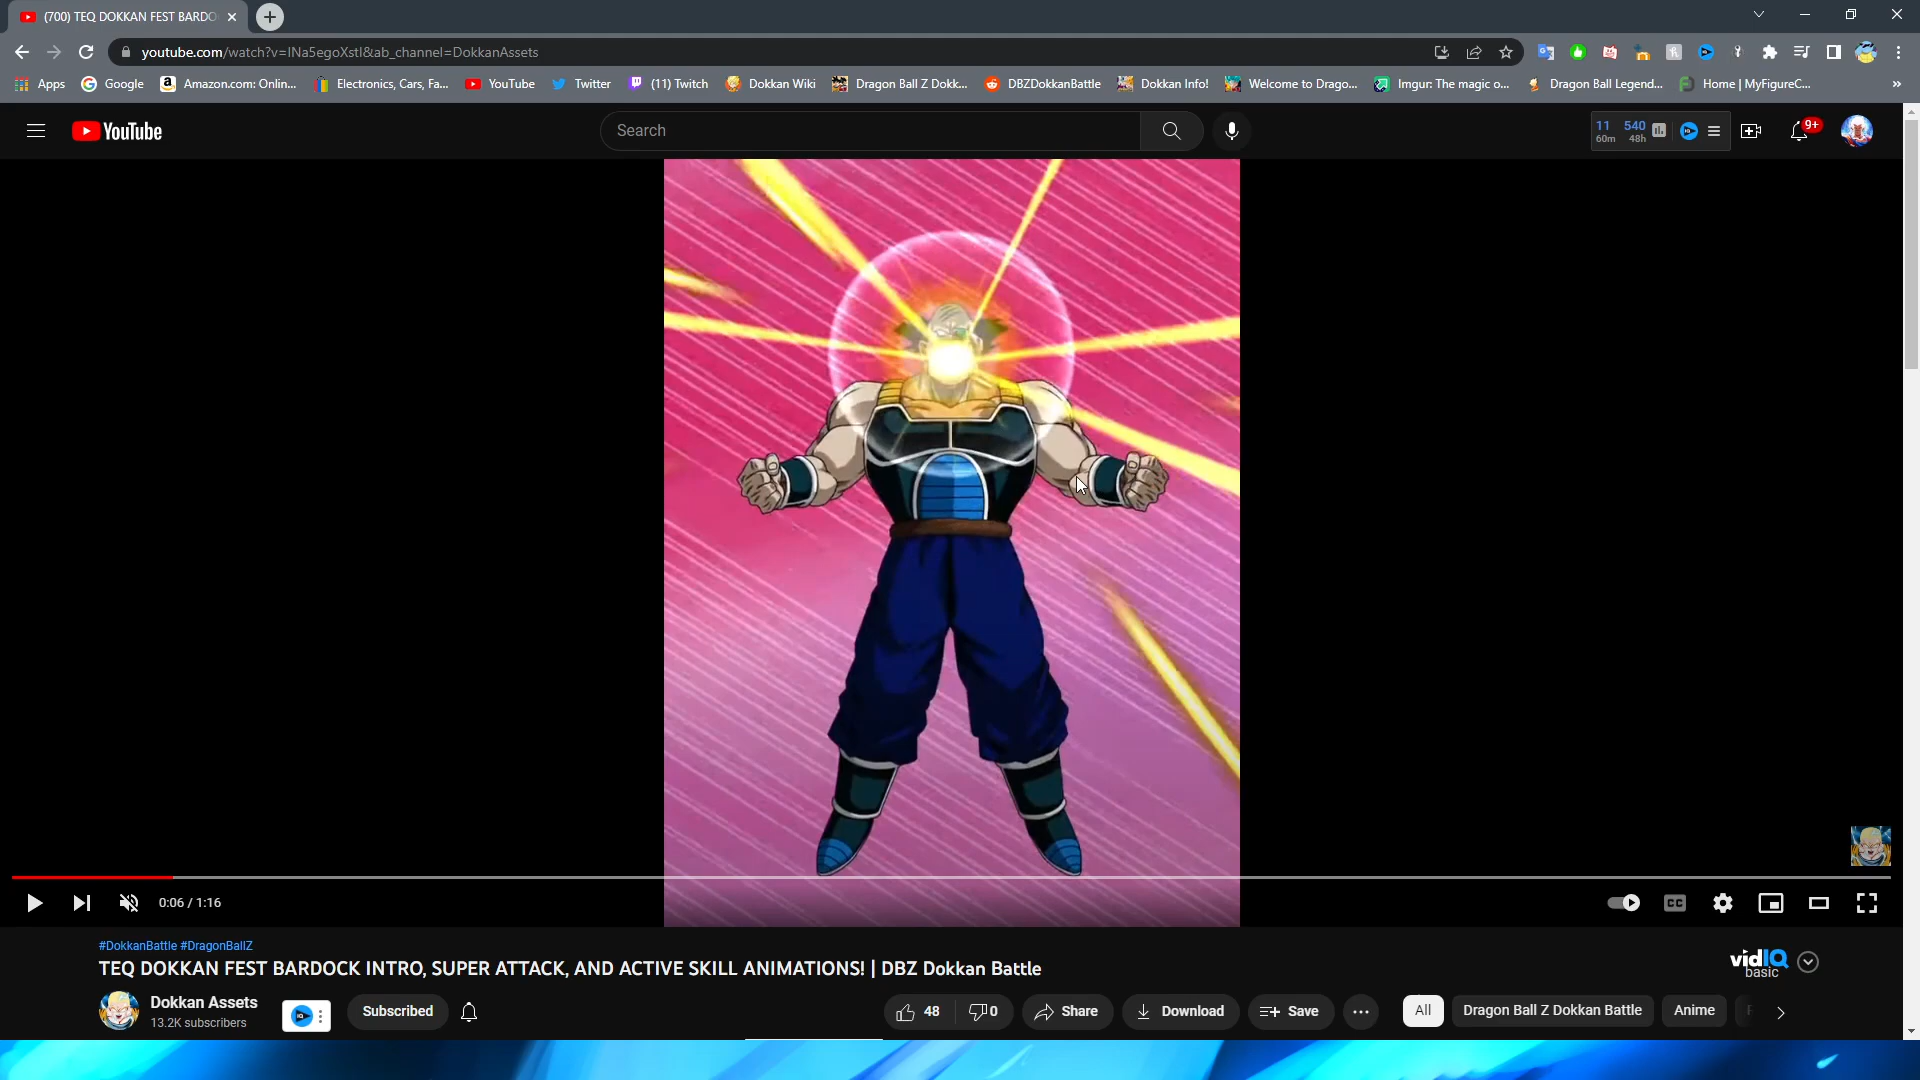 (700) TEQ DOKKAN FEST BARDO
youtube.com/watch?v=lNa5egoXstI&ab_channel=DokkanAssets
Apps Google Amazon.com: Onlin... Electronics, Cars, Fa... YouTube Twitter (11) Twitch Dokkan Wiki Dragon Ball Z Dokk... DBZDokkanBattle Dokkan Info! Welcome to Drago... Imgur: The magic o... Dragon Ball Legend... Home | MyFigureC... »
YouTube
Search
11 540
60m 48h
9+
0:06 / 1:16
CC
#DokkanBattle #DragonBallZ
TEQ DOKKAN FEST BARDOCK INTRO, SUPER ATTACK, AND ACTIVE SKILL ANIMATIONS! | DBZ Dokkan Battle
vidIQ
basic
Dokkan Assets
13.2K subscribers
Subscribed
48 0 Share Download Save
All Dragon Ball Z Dokkan Battle Anime